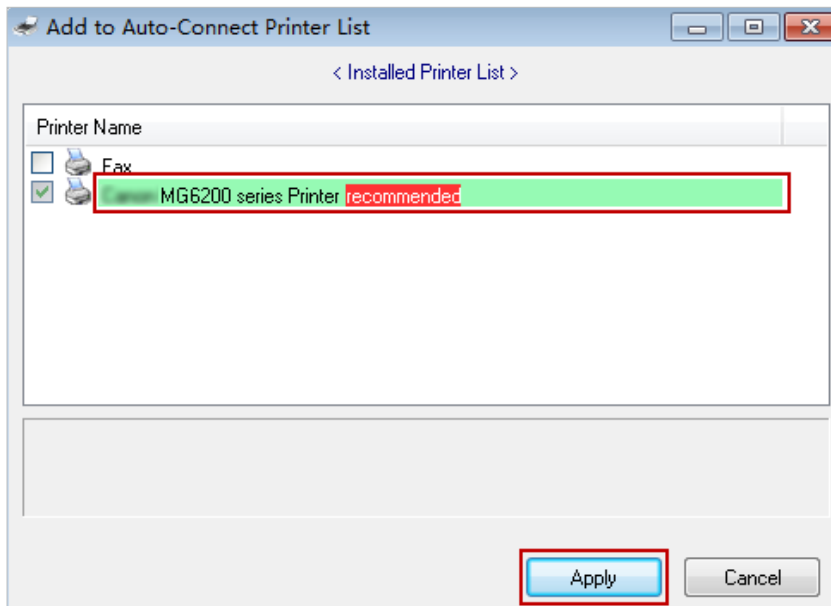 Add to Auto-Connect Printer List
< Installed Printer List >
Printer Name
Fax
MG6200 series Printer recommended
Apply
Cancel